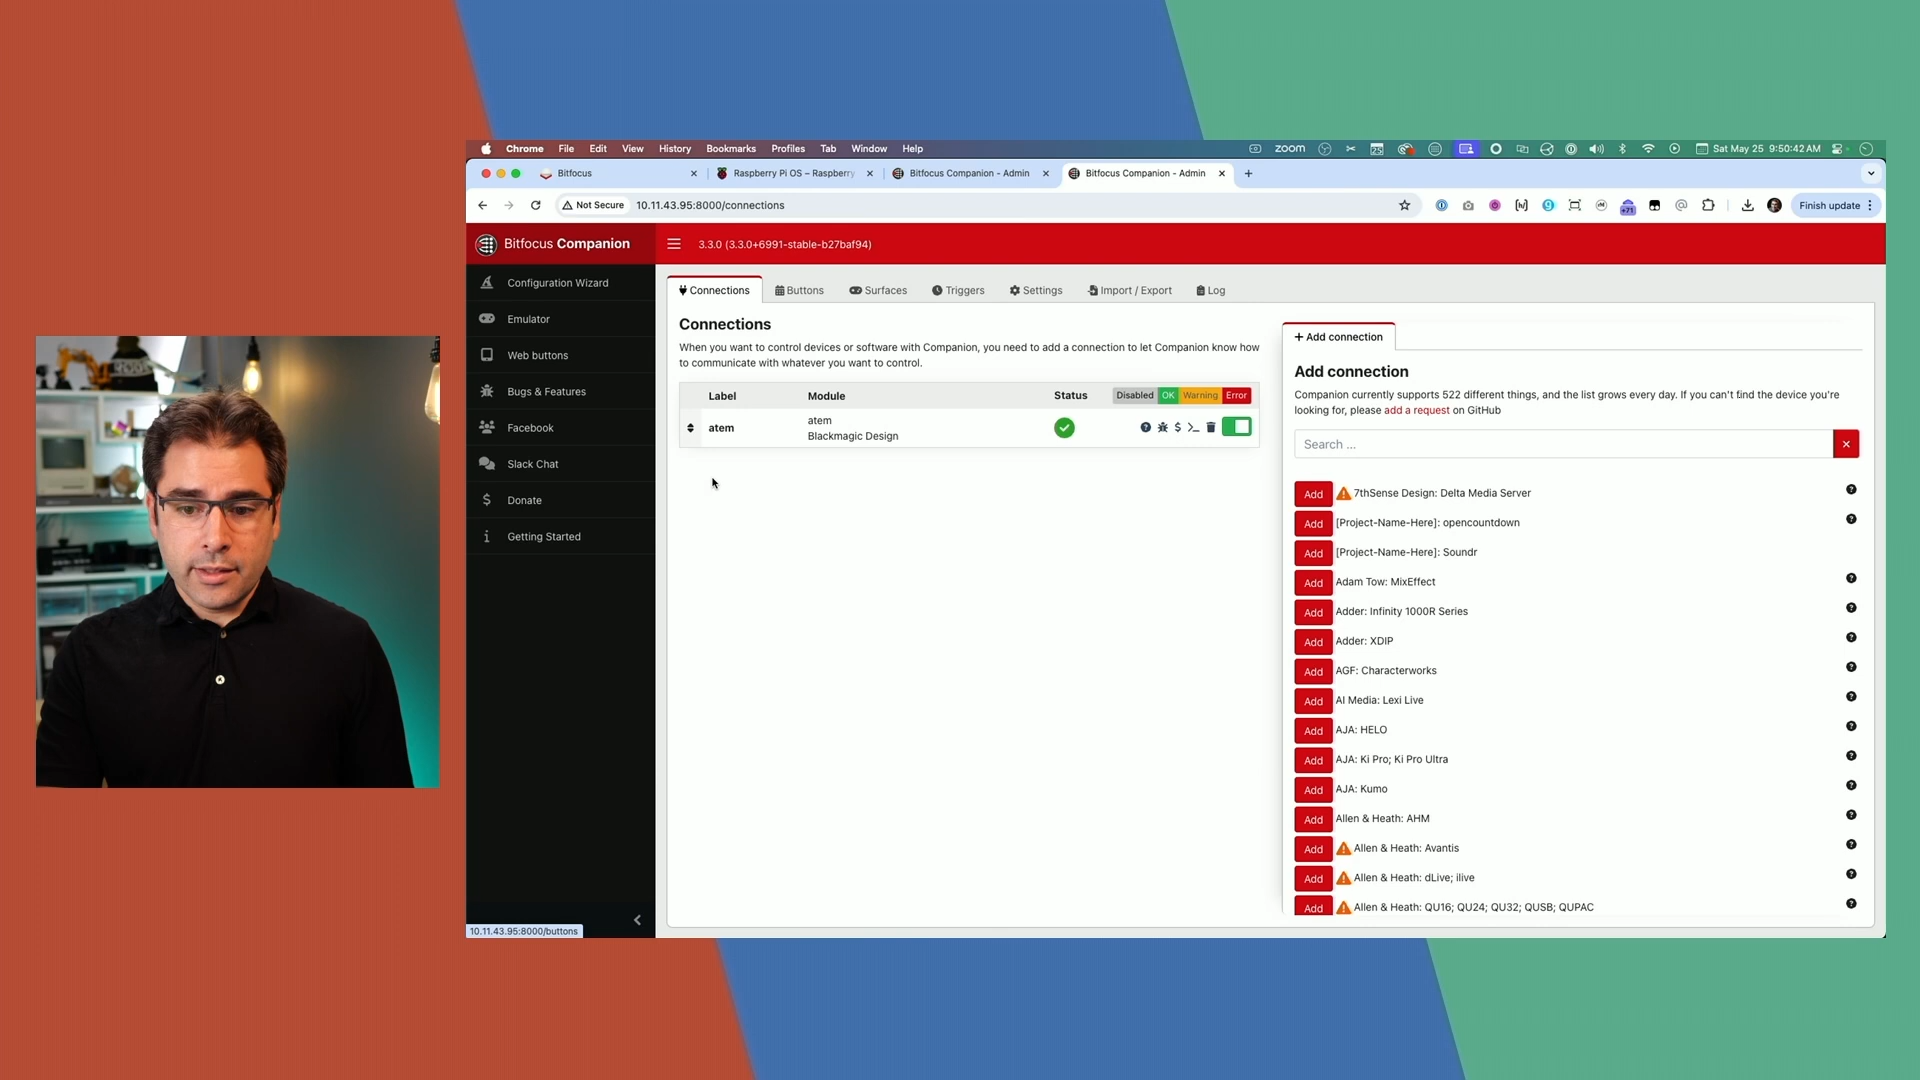 Chrome File Edit View History Bookmarks Profiles Tab Window Help
zoom
Sat May 25 9:50:42 AM
Bitfocus
Raspberry Pi OS – Raspberry
Bitfocus Companion - Admin
Bitfocus Companion - Admin
Not Secure
10.11.43.95:8000/connections
+71
Finish update
Bitfocus Companion
3.3.0 (3.3.0+6991-stable-b27baf94)
Configuration Wizard
Emulator
Web buttons
Bugs & Features
Facebook
Slack Chat
Donate
Getting Started
10.11.43.95:8000/buttons
Connections
Buttons
Surfaces
Triggers
Settings
Import / Export
Log
Connections
When you want to control devices or software with Companion, you need to add a connection to let Companion know how
to communicate with whatever you want to control.
Label Module Status Disabled OK Warning Error
atem
atem
Blackmagic Design
+ Add connection
Add connection
Companion currently supports 522 different things, and the list grows every day. If you can't find the device you're
looking for, please add a request on GitHub
Search ...
Add 7thSense Design: Delta Media Server
Add [Project-Name-Here]: opencountdown
Add [Project-Name-Here]: Soundr
Add Adam Tow: MixEffect
Add Adder: Infinity 1000R Series
Add Adder: XDIP
Add AGF: Characterworks
Add AI Media: Lexi Live
Add AJA: HELO
Add AJA: Ki Pro; Ki Pro Ultra
Add AJA: Kumo
Add Allen & Heath: AHM
Add Allen & Heath: Avantis
Add Allen & Heath: dLive; ilive
Add Allen & Heath: QU16; QU24; QU32; QUSB; QUPAC